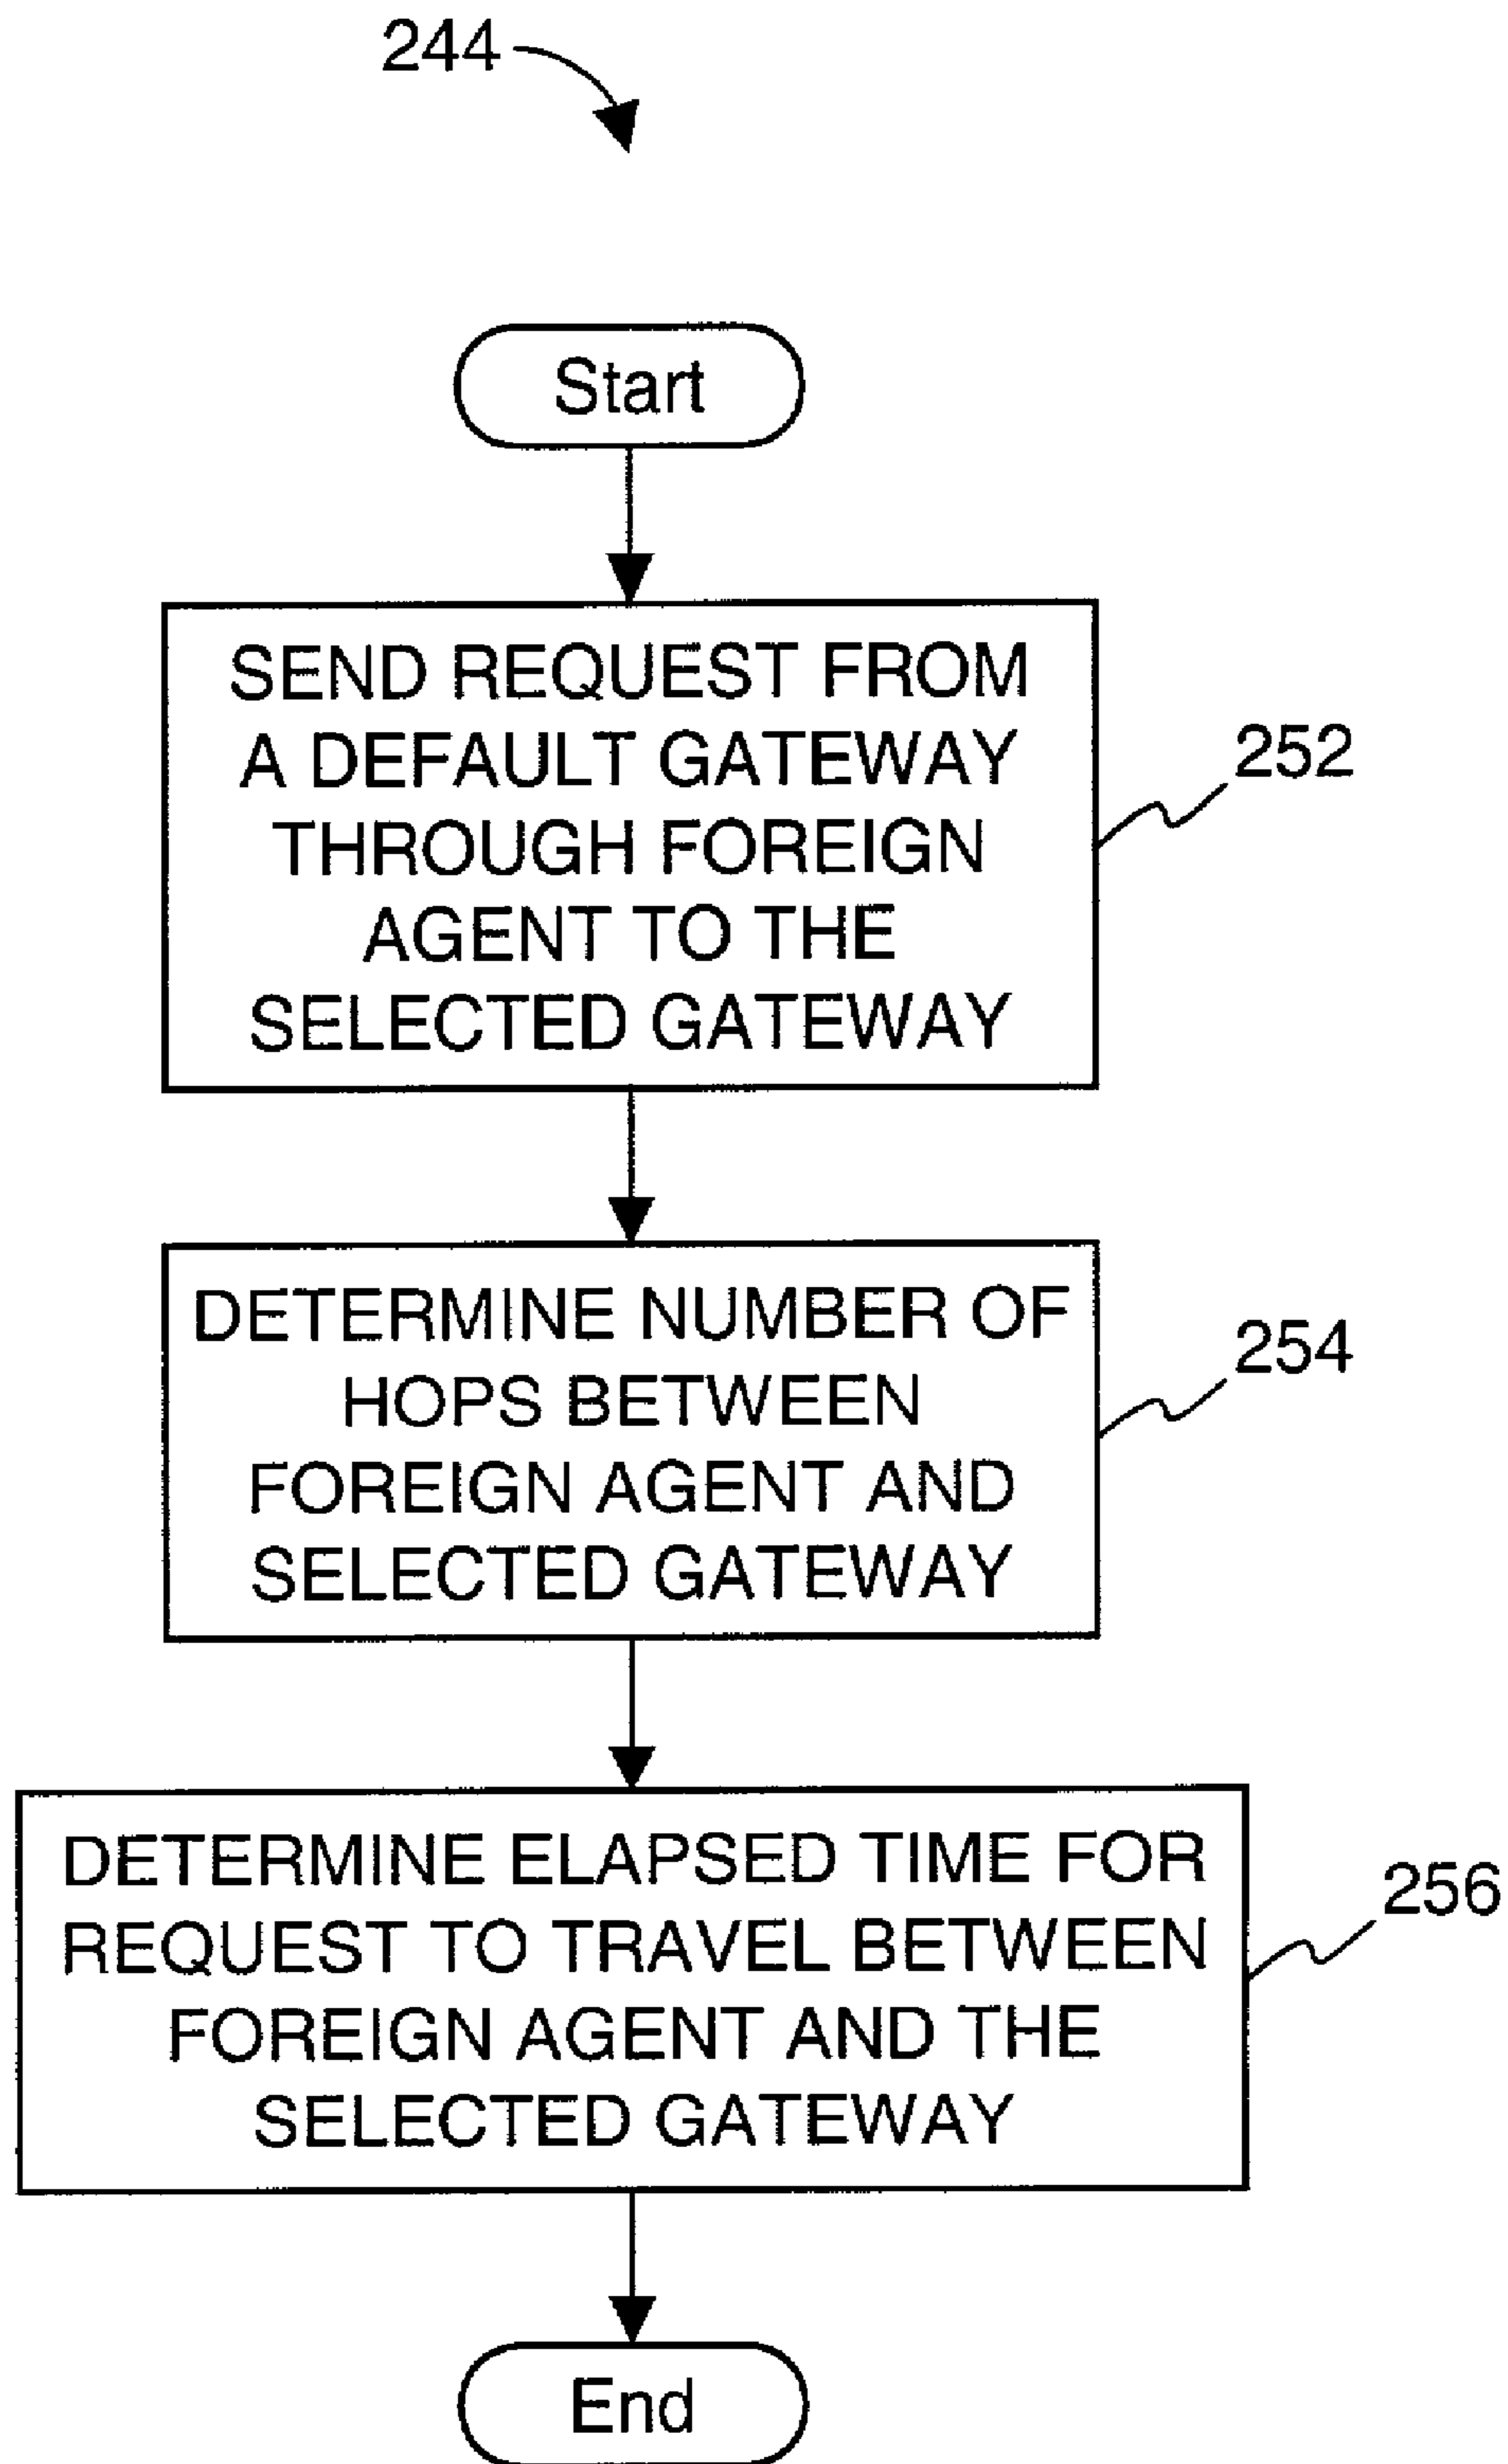 244
Start
SEND REQUEST FROM
A DEFAULT GATEWAY
THROUGH FOREIGN
AGENT TO THE
SELECTED GATEWAY
252
DETERMINE NUMBER OF
HOPS BETWEEN
FOREIGN AGENT AND
SELECTED GATEWAY
254
DETERMINE ELAPSED TIME FOR
REQUEST TO TRAVEL BETWEEN
FOREIGN AGENT AND THE
SELECTED GATEWAY
256
End